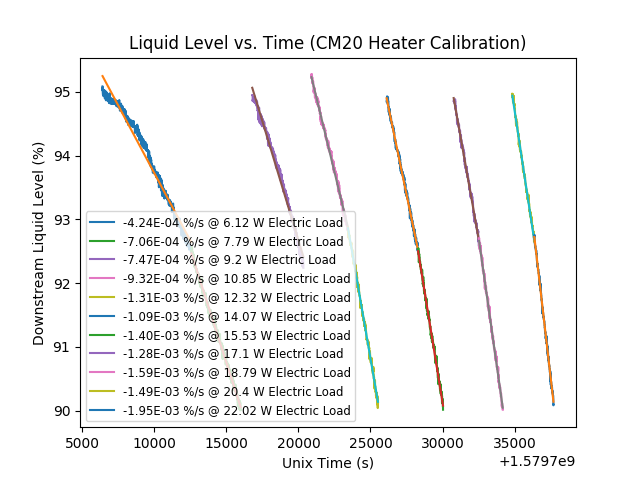 Liquid Level vs. Time (CM20 Heater Calibration)
Downstream Liquid Level (%)
95
94
93
92
91
90
-4.24E-04 %/s @ 6.12 W Electric Load
-7.06E-04 %/s @ 7.79 W Electric Load
-7.47E-04 %/s @ 9.2 W Electric Load
-9.32E-04 %/s @ 10.85 W Electric Load
-1.31E-03 %/s @ 12.32 W Electric Load
-1.09E-03 %/s @ 14.07 W Electric Load
-1.40E-03 %/s @ 15.53 W Electric Load
-1.28E-03 %/s @ 17.1 W Electric Load
-1.59E-03 %/s @ 18.79 W Electric Load
-1.49E-03 %/s @ 20.4 W Electric Load
-1.95E-03 %/s @ 22.02 W Electric Load
5000 10000 15000 20000 25000 30000 35000
Unix Time (s)
+1.5797e9